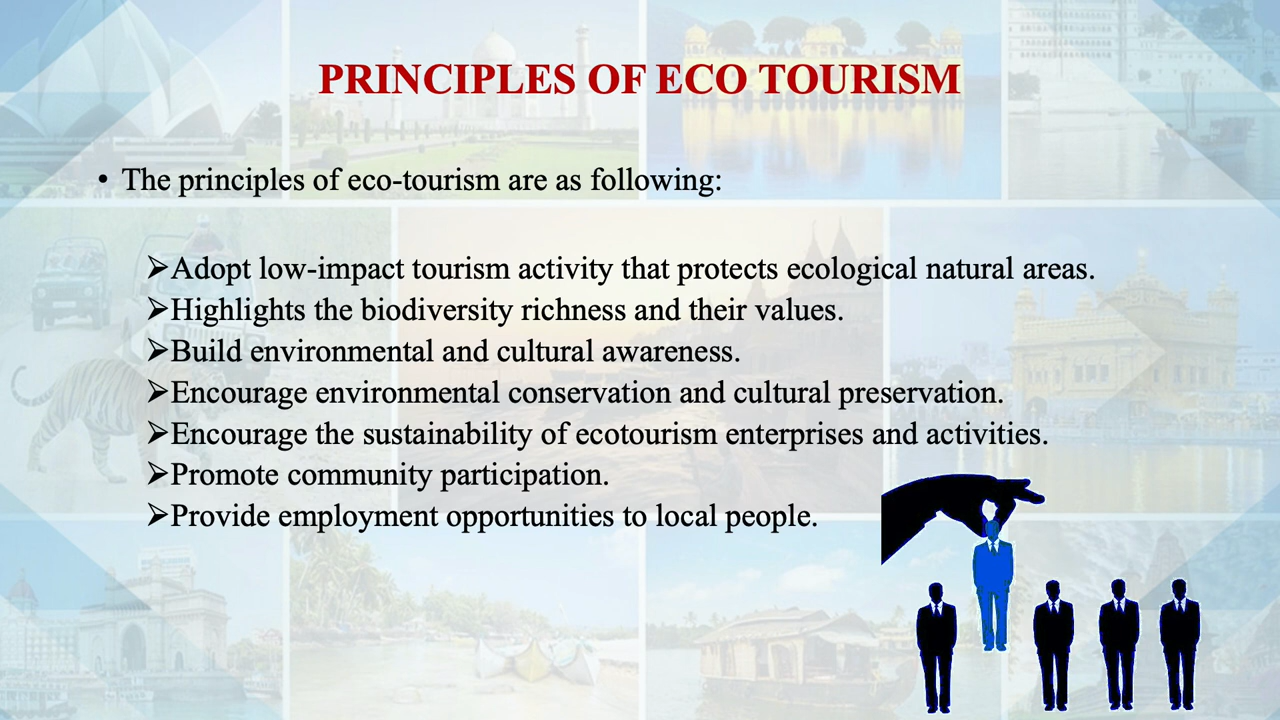 PRINCIPLES OF ECO TOURISM
• The principles of eco-tourism are as following:
➢Adopt low-impact tourism activity that protects ecological natural areas.
➢Highlights the biodiversity richness and their values.
➢Build environmental and cultural awareness.
➢Encourage environmental conservation and cultural preservation.
➢Encourage the sustainability of ecotourism enterprises and activities.
➢Promote community participation.
➢Provide employment opportunities to local people.